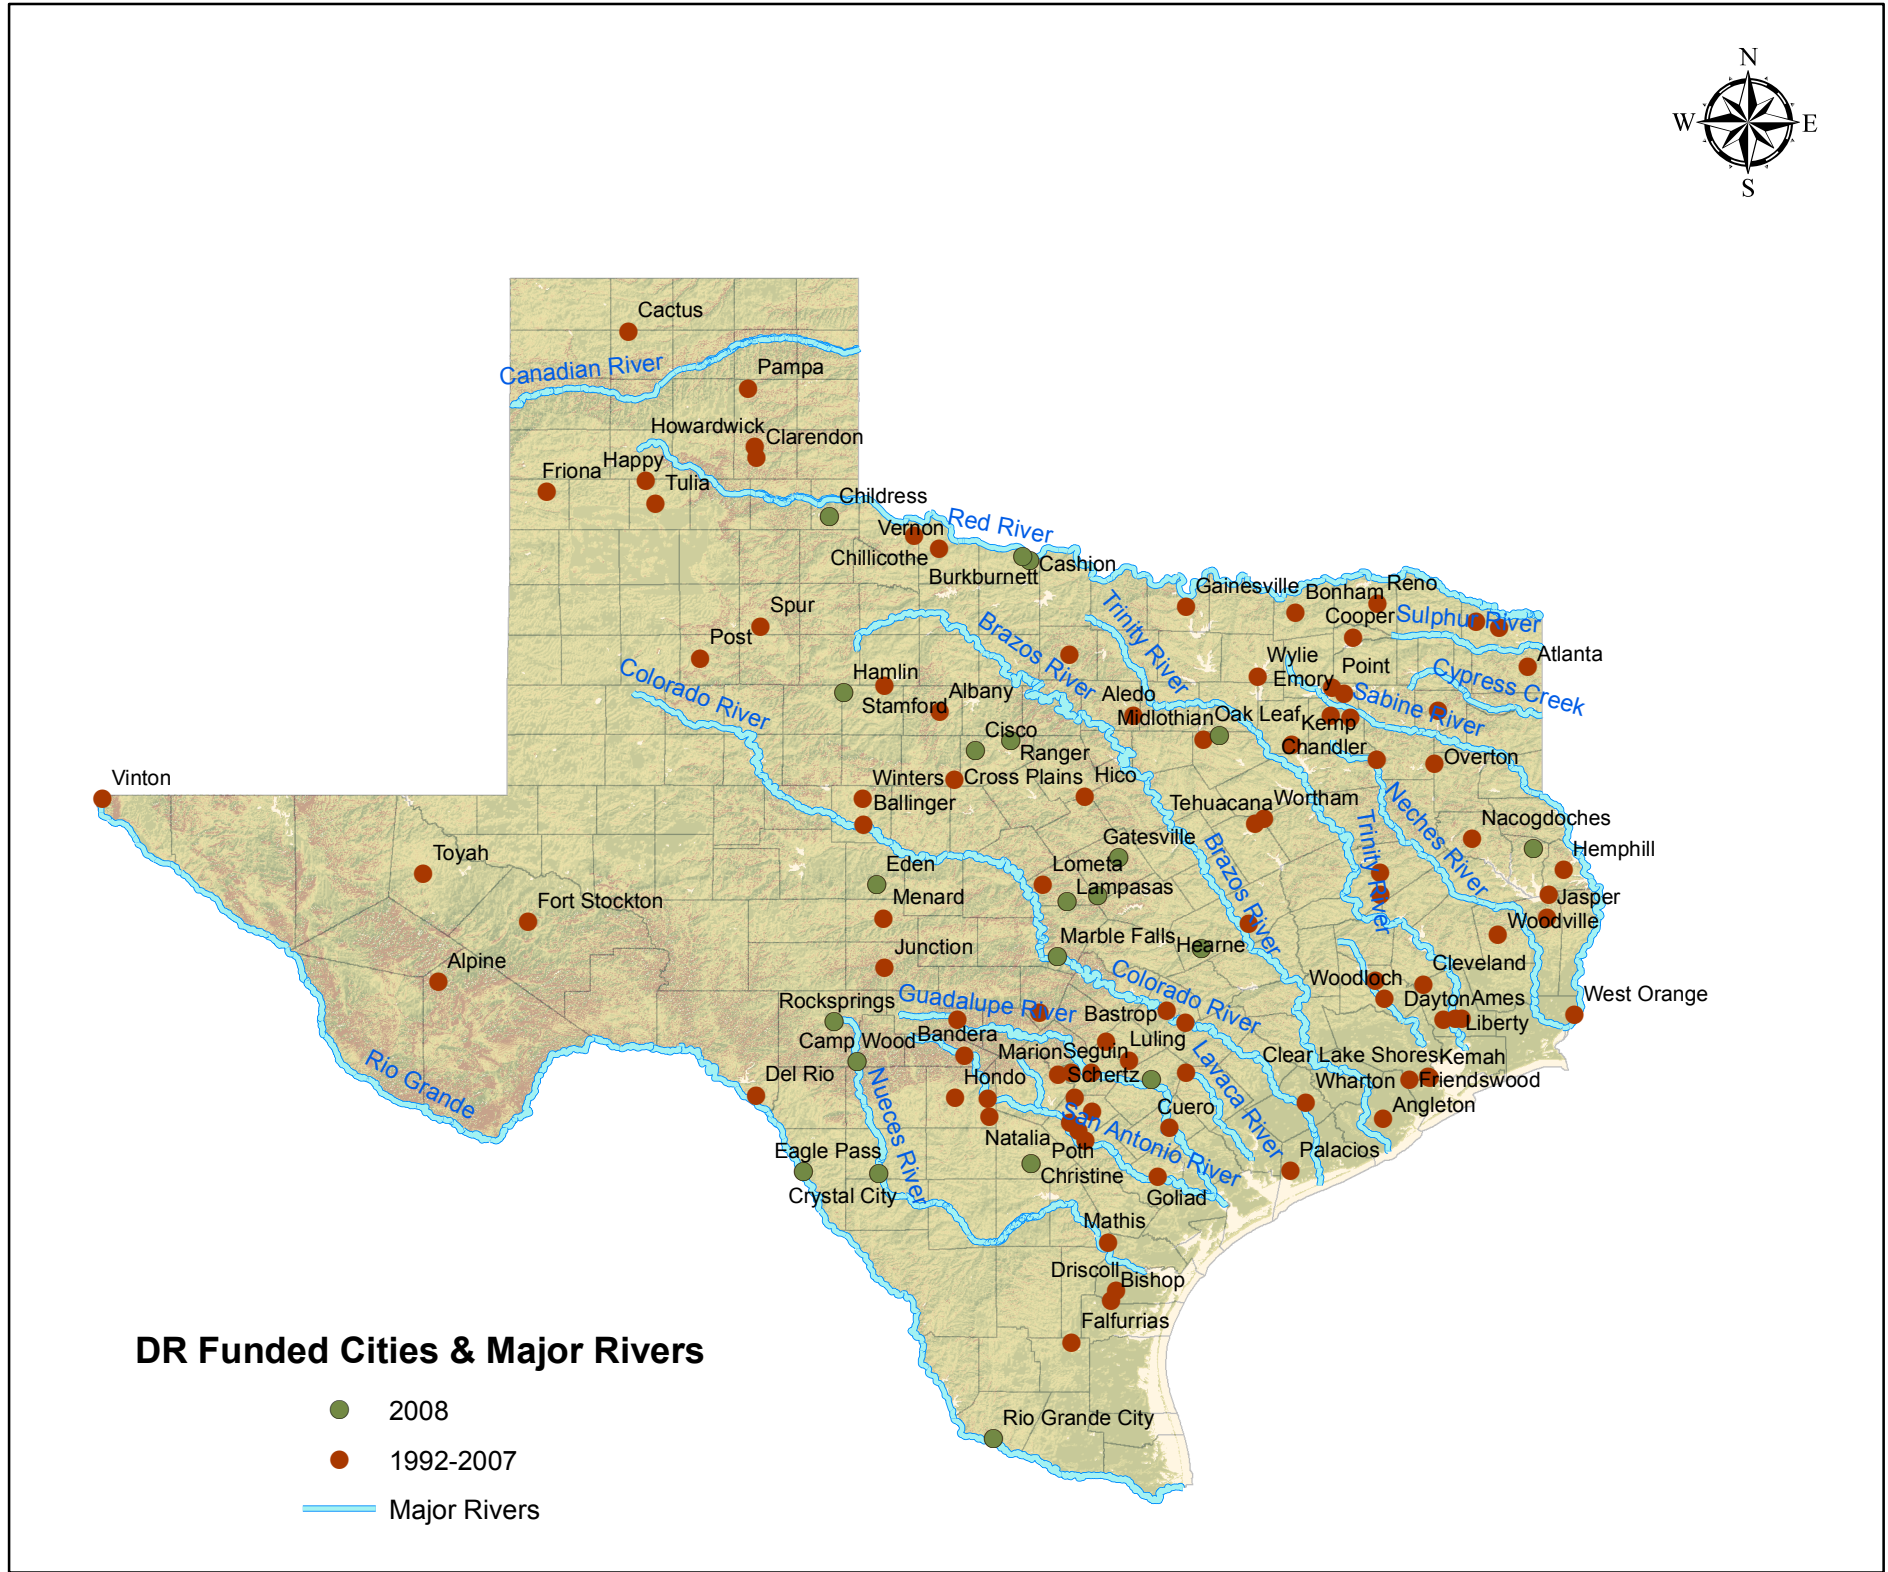 N
W
E
S
Cactus
Canadian River
Pampa
Howardwick
Clarendon
Happy
Friona
Tulia
Childress
Red River
Vernon
Chillicothe
Cashion
Burkburnett
Gainesville
Bonham
Reno
Cooper
Sulphur River
Spur
Post
Trinity River
Brazos River
Atlanta
Wylie
Point
Emory
Cypress Creek
Colorado River
Hamlin
Albany
Stamford
Aledo
Sabine River
Midlothian
Oak Leaf
Kemp
Cisco
Ranger
Chandler
Overton
Vinton
Winters
Cross Plains
Hico
Ballinger
Tehuacana
Wortham
Neches River
Nacogdoches
Gatesville
Trinity River
Brazos River
Hemphill
Toyah
Eden
Lometa
Lampasas
Menard
Jasper
Fort Stockton
Woodville
Marble Falls
Hearne
Junction
Alpine
Cleveland
Colorado River
Woodloch
Rocksprings
Guadalupe River
Dayton
Ames
West Orange
Bastrop
Liberty
Camp Wood
Bandera
Luling
Marion
Seguin
Lavaca River
Clear Lake Shores
Kemah
Rio Grande
Del Rio
Nueces River
Hondo
Schertz
Wharton
Friendswood
Cuero
Angleton
San Antonio River
Natalia
Poth
Palacios
Eagle Pass
Christine
Crystal City
Goliad
Mathis
Driscoll
Bishop
Falfurrias
DR Funded Cities & Major Rivers
2008
1992-2007
Major Rivers
Rio Grande City